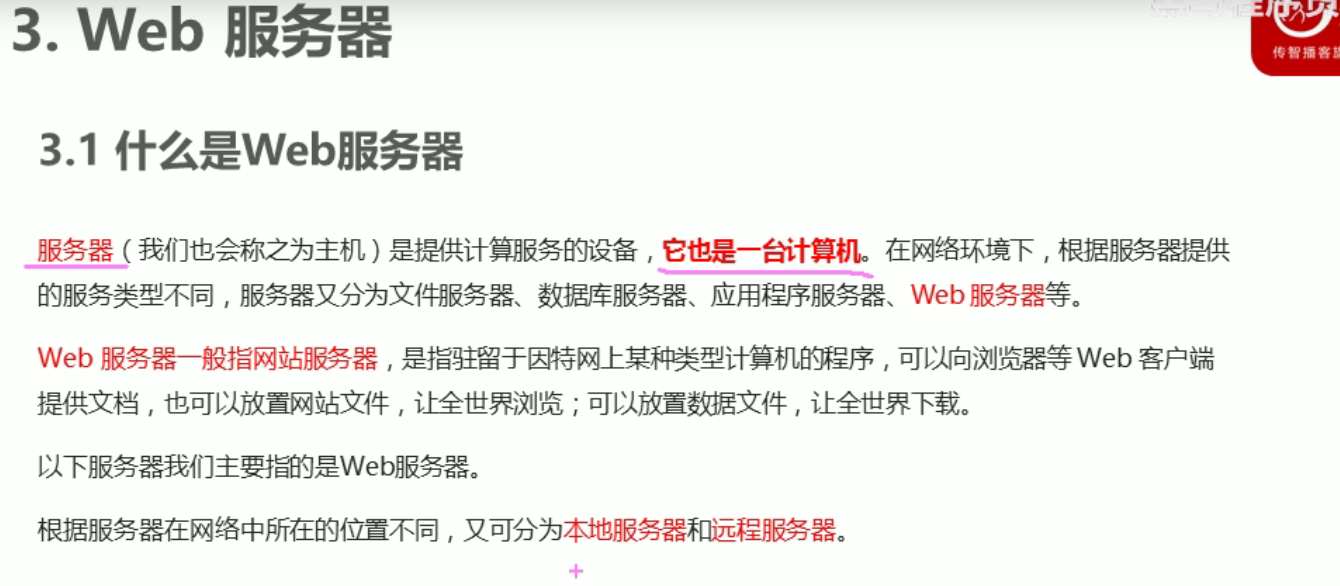 3. Web 服务器
传智播客旗
3.1 什么是Web服务器
服务器（我们也会称之为主机）是提供计算服务的设备，它也是一台计算机。在网络环境下，根据服务器提供
的服务类型不同，服务器又分为文件服务器、数据库服务器、应用程序服务器、Web 服务器等。
Web 服务器一般指网站服务器，是指驻留于因特网上某种类型计算机的程序，可以向浏览器等 Web 客户端
提供文档，也可以放置网站文件，让全世界浏览；可以放置数据文件，让全世界下载。
以下服务器我们主要指的是Web服务器。
根据服务器在网络中所在的位置不同，又可分为本地服务器和远程服务器。